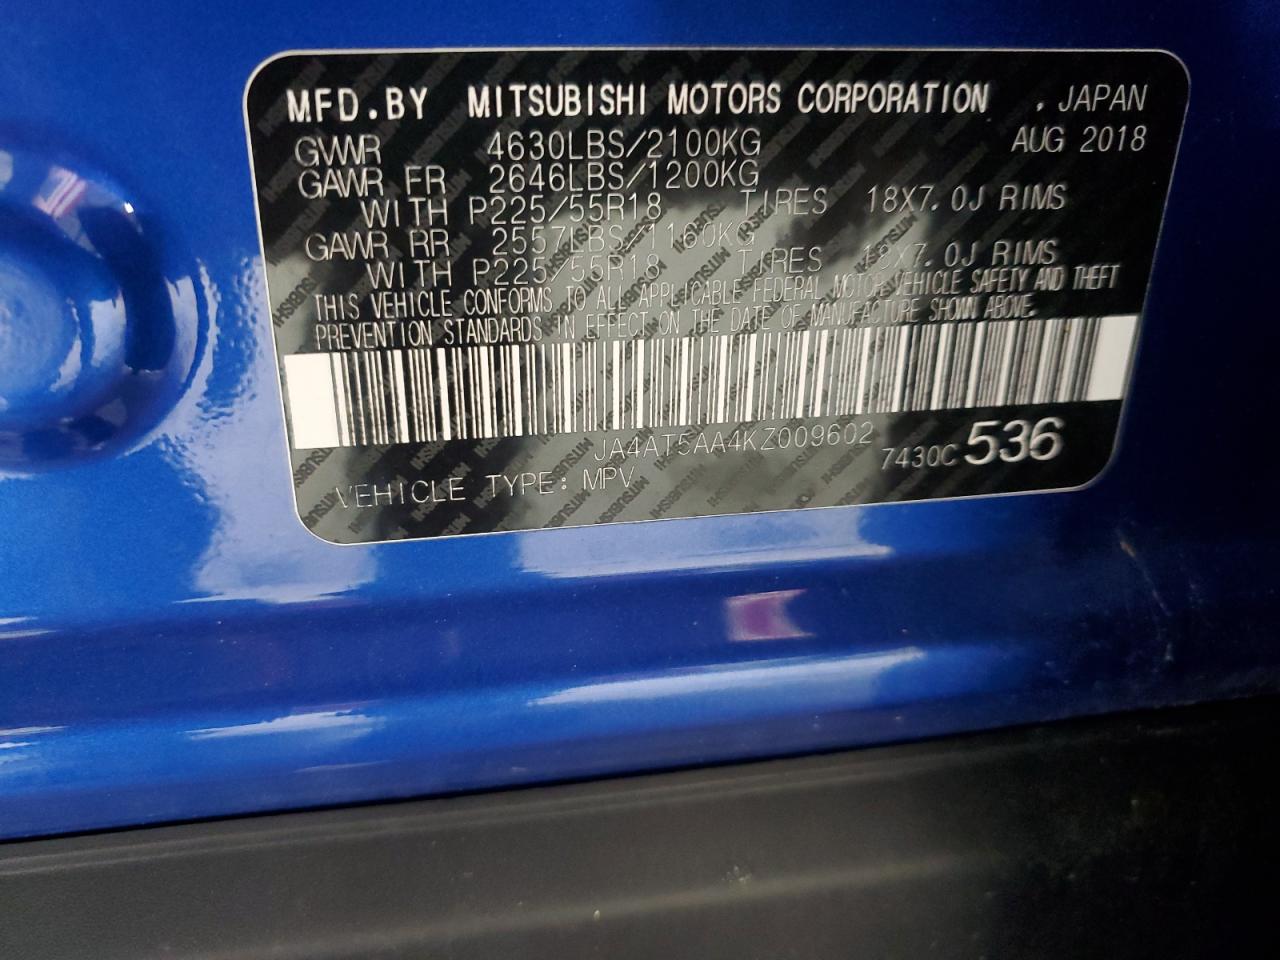 MFD.BY MITSUBISHI MOTORS CORPORATION , JAPAN
GVWR 4630LBS/2100KG AUG 2018
GAWR FR 2646LBS/1200KG
WITH P225/55R18 TIRES 18X7.0J RIMS
GAWR RR 2557LBS/1160KG
WITH P225/55R18 TIRES 18X7.0J RIMS
THIS VEHICLE CONFORMS TO ALL APPLICABLE FEDERAL MOTOR VEHICLE SAFETY AND THEFT
PREVENTION STANDARDS IN EFFECT ON THE DATE OF MANUFACTURE SHOWN ABOVE.
JA4AT5AA4KZ009602 7430C 536
VEHICLE TYPE: MPV